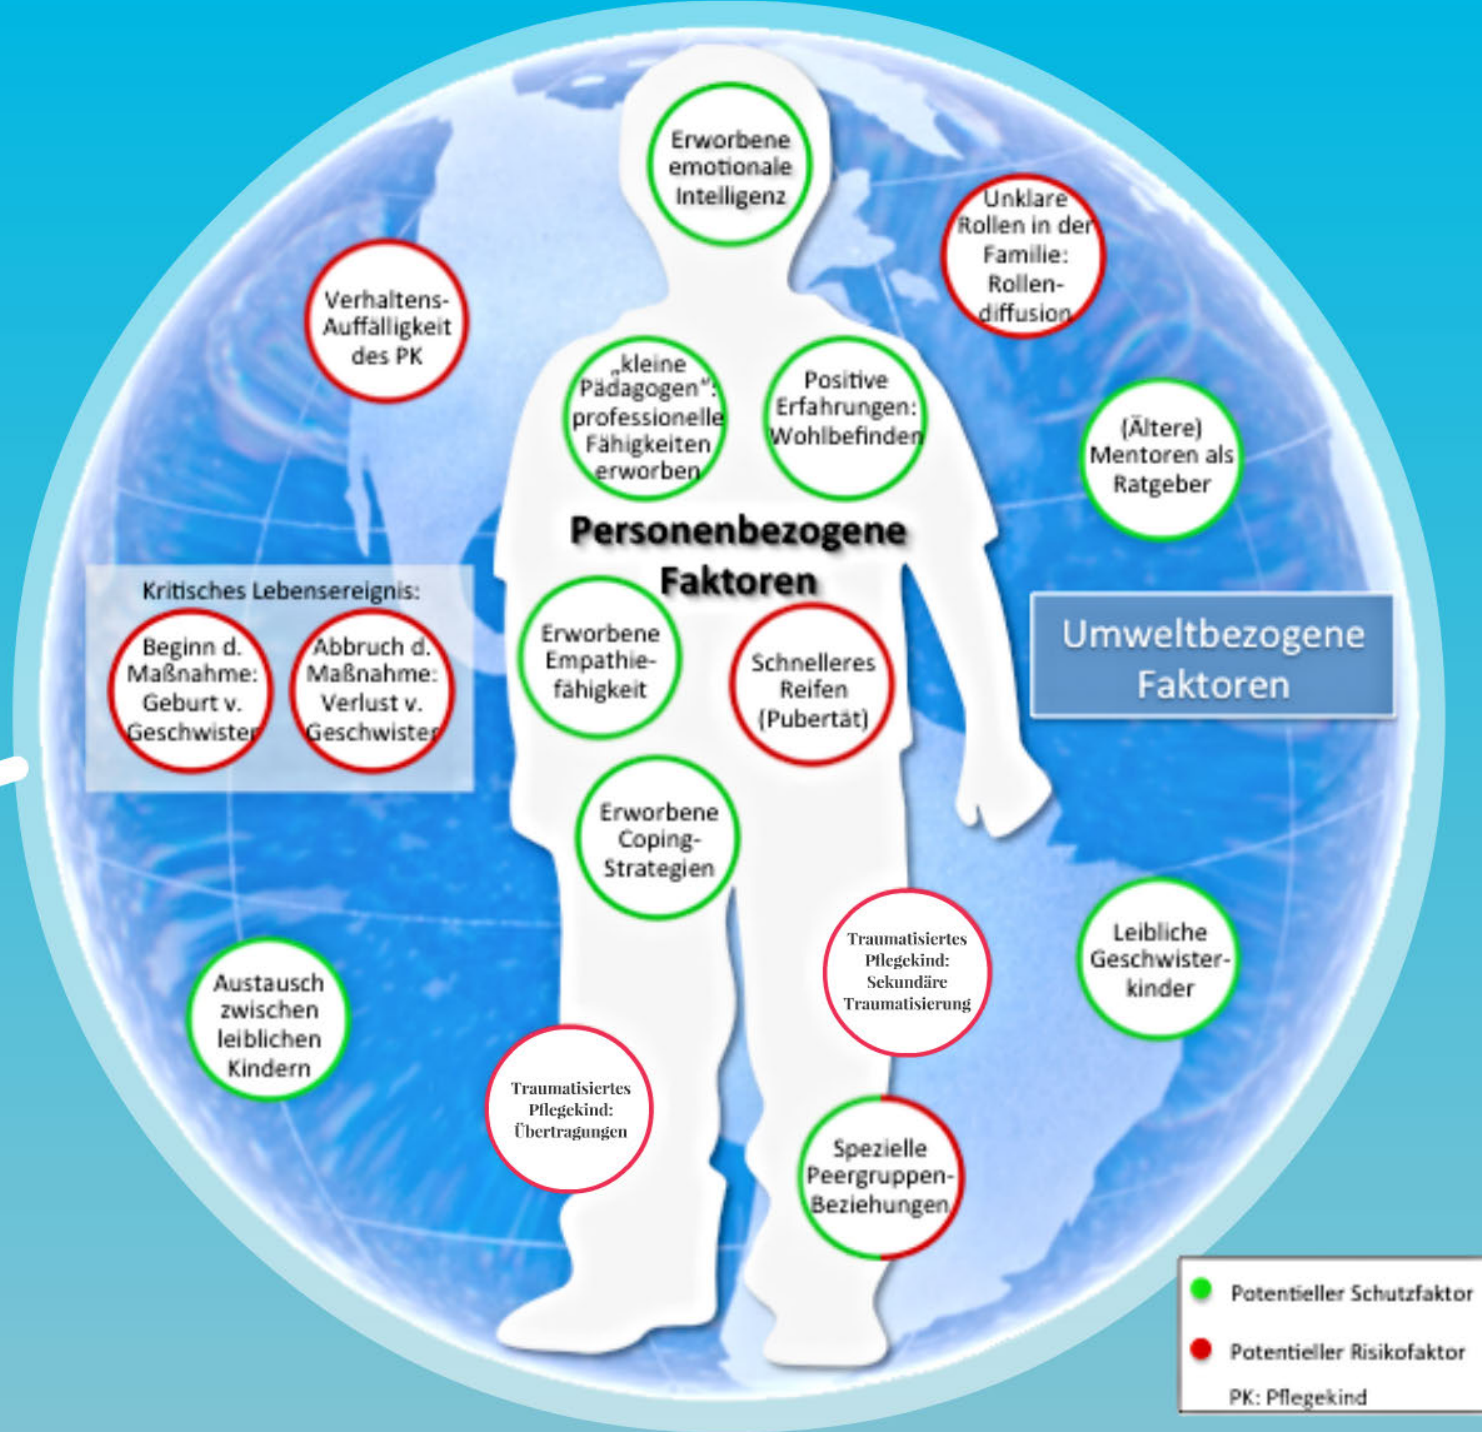 Erworbene
emotionale
Intelligenz
Unklare
Rollen in der
Familie:
Rollen-
diffusion
Verhaltens-
Auffälligkeit
des PK
„kleine
Pädagogen“:
professionelle
Fähigkeiten
erworben
Positive
Erfahrungen:
Wohlbefinden
(Ältere)
Mentoren als
Ratgeber
Personenbezogene
Faktoren
Kritisches Lebensereignis:
Beginn d.
Maßnahme:
Geburt v.
Geschwister
Abbruch d.
Maßnahme:
Verlust v.
Geschwister
Erworbene
Empathie-
fähigkeit
Schnelleres
Reifen
(Pubertät)
Umweltbezogene
Faktoren
Erworbene
Coping-
Strategien
Traumatisiertes
Pflegekind:
Sekundäre
Traumatisierung
Leibliche
Geschwister-
kinder
Austausch
zwischen
leiblichen
Kindern
Traumatisiertes
Pflegekind:
Übertragungen
Spezielle
Peergruppen-
Beziehungen
Potentieller Schutzfaktor
Potentieller Risikofaktor
PK: Pflegekind